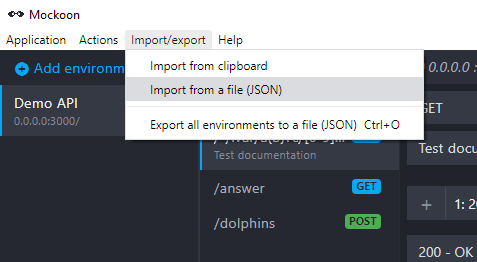 Mockoon
Application Actions Import/export Help
Import from clipboard
Import from a file (JSON)
Export all environments to a file (JSON) Ctrl+O
Add environm
0.0.0.0 :
Demo API
0.0.0.0:3000/
GET
Test documentation
Test docu
/answer GET
/dolphins POST
1: 20
200 - OK